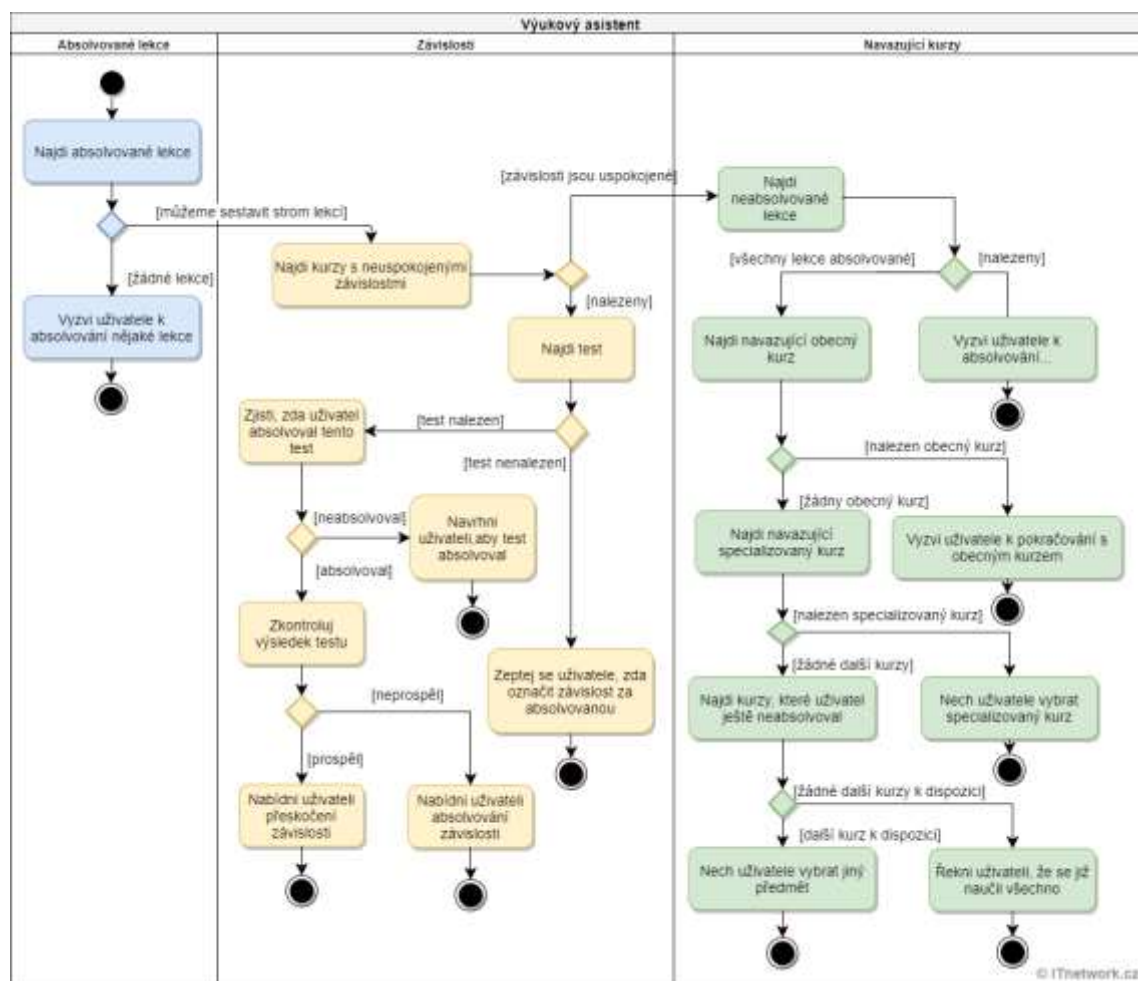 Výukový asistent
Absolvované lekce
Závislosti
Navazující kurzy
Najdi absolvované lekce
[můžeme sestavit strom lekcí]
[žádné lekce]
Vyzvi uživatele k
absolvování nějaké lekce
Najdi kurzy s neuspokojenými
závislostmi
[závislosti jsou uspokojené]
[nalezeny]
Najdi test
[test nalezen]
[test nenalezen]
Zjisti, zda uživatel
absolvoval tento
test
[neabsolvoval]
Navrhni
uživateli,aby test
absolvoval
[absolvoval]
Zkontroluj
výsledek testu
[neprospěl]
[prospěl]
Zeptej se uživatele, zda
označit závislost za
absolvovanou
Nabídni uživateli
přeskočení
závislosti
Nabídni uživateli
absolvování
závislosti
Najdi
neabsolvované
lekce
[všechny lekce absolvované]
[nalezeny]
Najdi navazující obecný
kurz
Vyzvi uživatele k
absolvování...
[nalezen obecný kurz]
[žádny obecný kurz]
Najdi navazující
specializovaný kurz
Vyzvi uživatele k pokračování s
obecným kurzem
[nalezen specializovaný kurz]
[žádné další kurzy]
Najdi kurzy, které uživatel
ještě neabsolvoval
Nech uživatele vybrat
specializovaný kurz
[žádné další kurzy k dispozici]
[další kurz k dispozici]
Nech uživatele vybrat jiný
předmět
Řekni uživateli, že se již
naučil všechno
© ITnetwork.cz